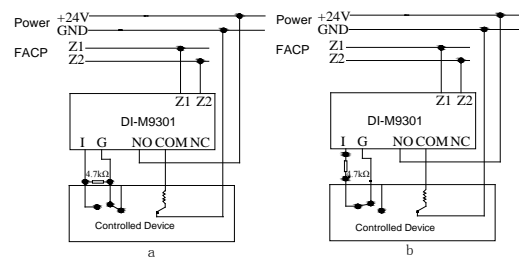 Power +24V
GND
FACP Z1
Z2
Z1 Z2
DI-M9301
I G NO COM NC
4.7kΩ
Controlled Device
a
Power +24V
GND
FACP Z1
Z2
Z1 Z2
DI-M9301
I G NO COM NC
4.7kΩ
Controlled Device
b